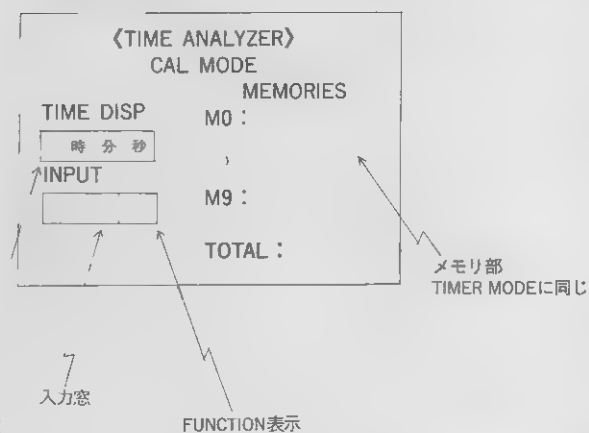 《TIME ANALYZER》
CAL MODE
MEMORIES
TIME DISP
M0：
時 分 秒
INPUT
M9：
TOTAL：
メモリ部
TIMER MODEに同じ
入力窓
FUNCTION表示